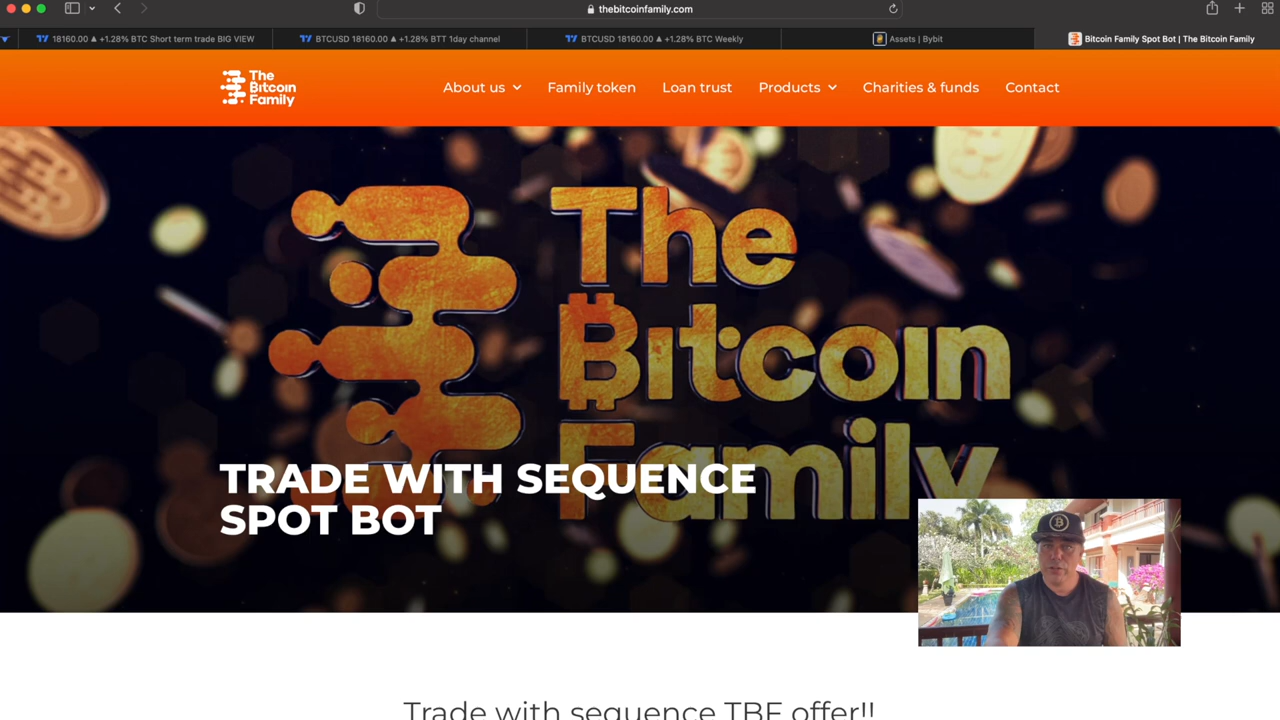 thebitcoinfamily.com
18160.00 ▲ +1.28% BTC Short term trade BIG VIEW
BTCUSD 18160.00 ▲ +1.28% BTT 1day channel
BTCUSD 18160.00 ▲ +1.28% BTC Weekly
Assets | Bybit
Bitcoin Family Spot Bot | The Bitcoin Family
The
Bitcoin
Family
About us
Family token
Loan trust
Products
Charities & funds
Contact
The
Bitcoin
Family
TRADE WITH SEQUENCE
SPOT BOT
Trade with sequence TBF offer!!